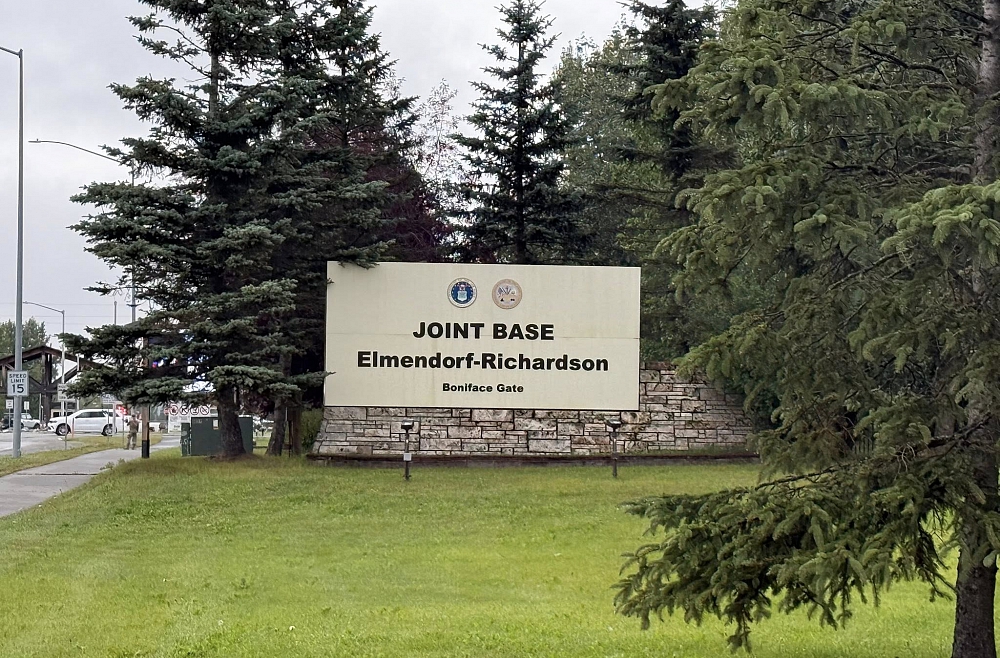 JOINT BASE
Elmendorf-Richardson
Boniface Gate
SPEED
LIMIT
15